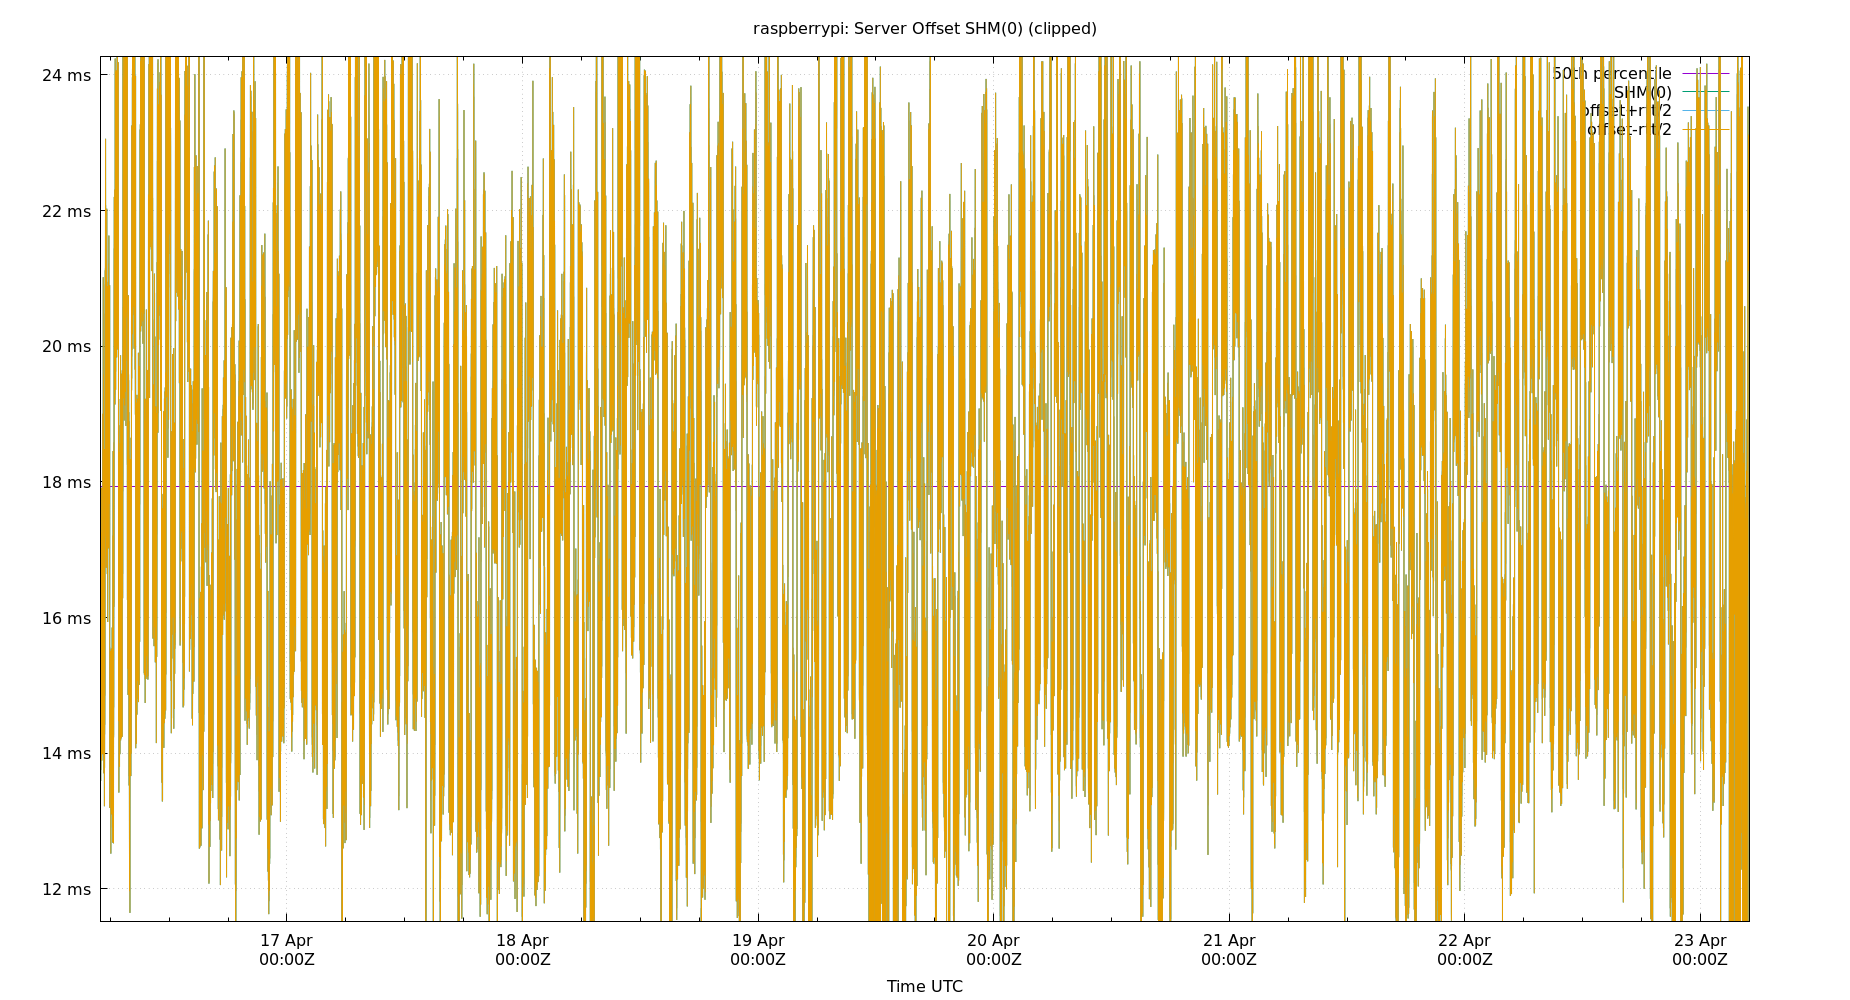 raspberrypi: Server Offset SHM(0) (clipped)
24 ms
22 ms
20 ms
18 ms
16 ms
14 ms
12 ms
50th percentile
SHM(0)
offset+rtt/2
offset-rtt/2
17 Apr
00:00Z
18 Apr
00:00Z
19 Apr
00:00Z
20 Apr
00:00Z
21 Apr
00:00Z
22 Apr
00:00Z
23 Apr
00:00Z
Time UTC